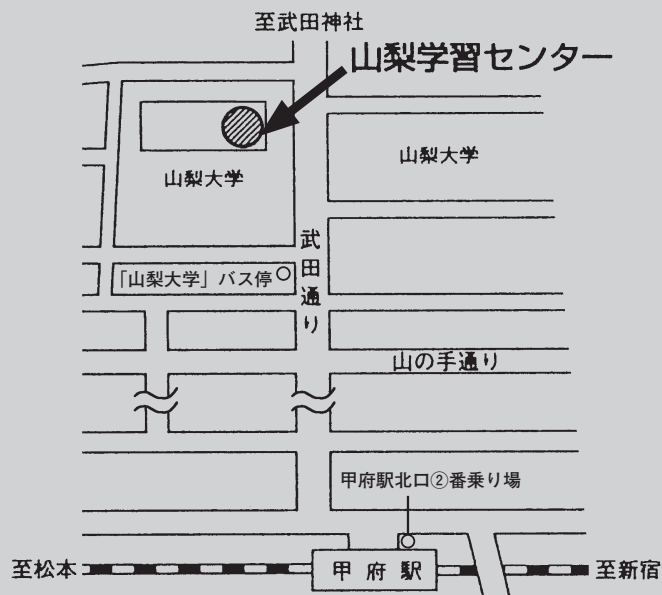 至武田神社
山梨学習センター
山梨大学
山梨大学
武田通り
「山梨大学」バス停
山の手通り
甲府駅北口②番乗り場
至松本
甲府駅
至新宿